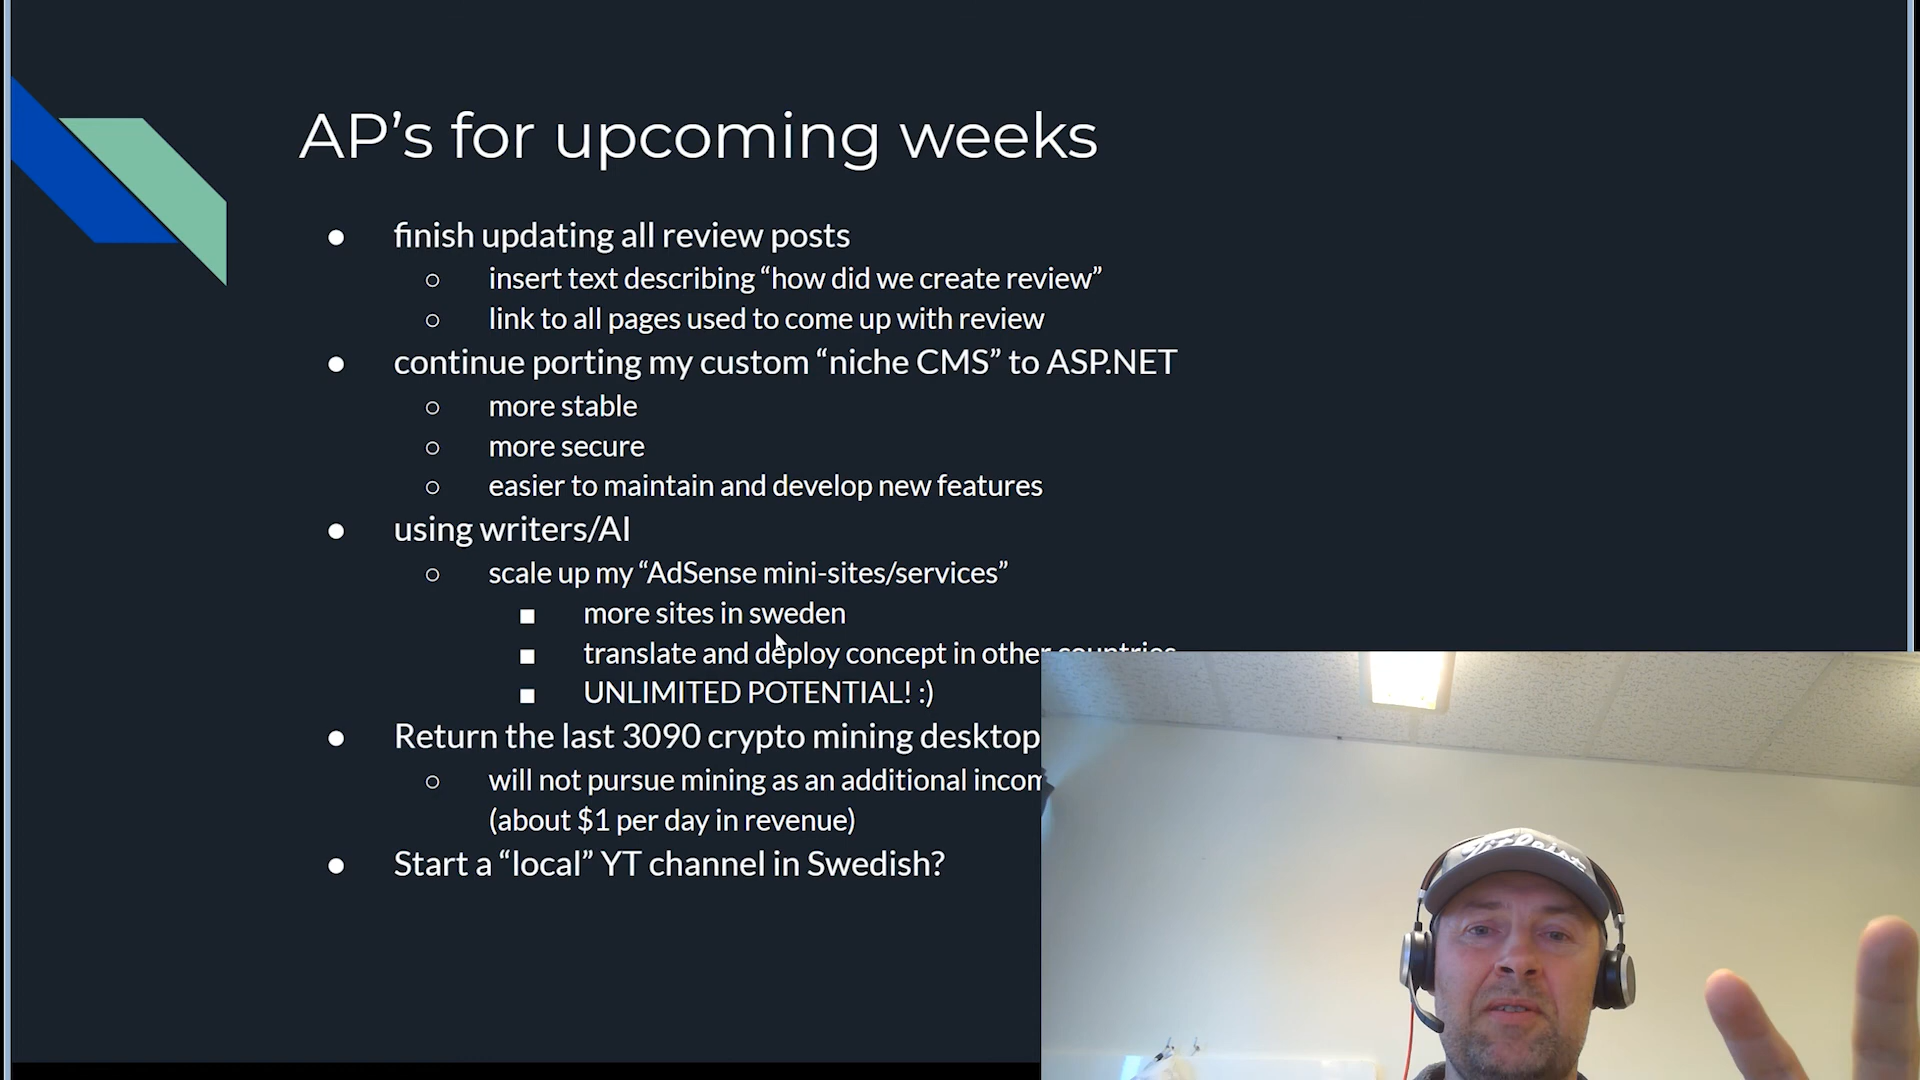 AP’s for upcoming weeks
finish updating all review posts
insert text describing “how did we create review”
link to all pages used to come up with review
continue porting my custom “niche CMS” to ASP.NET
more stable
more secure
easier to maintain and develop new features
using writers/AI
scale up my “AdSense mini-sites/services”
more sites in sweden
translate and deploy concept in other countries
UNLIMITED POTENTIAL! :)
Return the last 3090 crypto mining desktop
will not pursue mining as an additional
(about $1 per day in revenue)
Start a “local” YT channel in Swedish?
Titleist